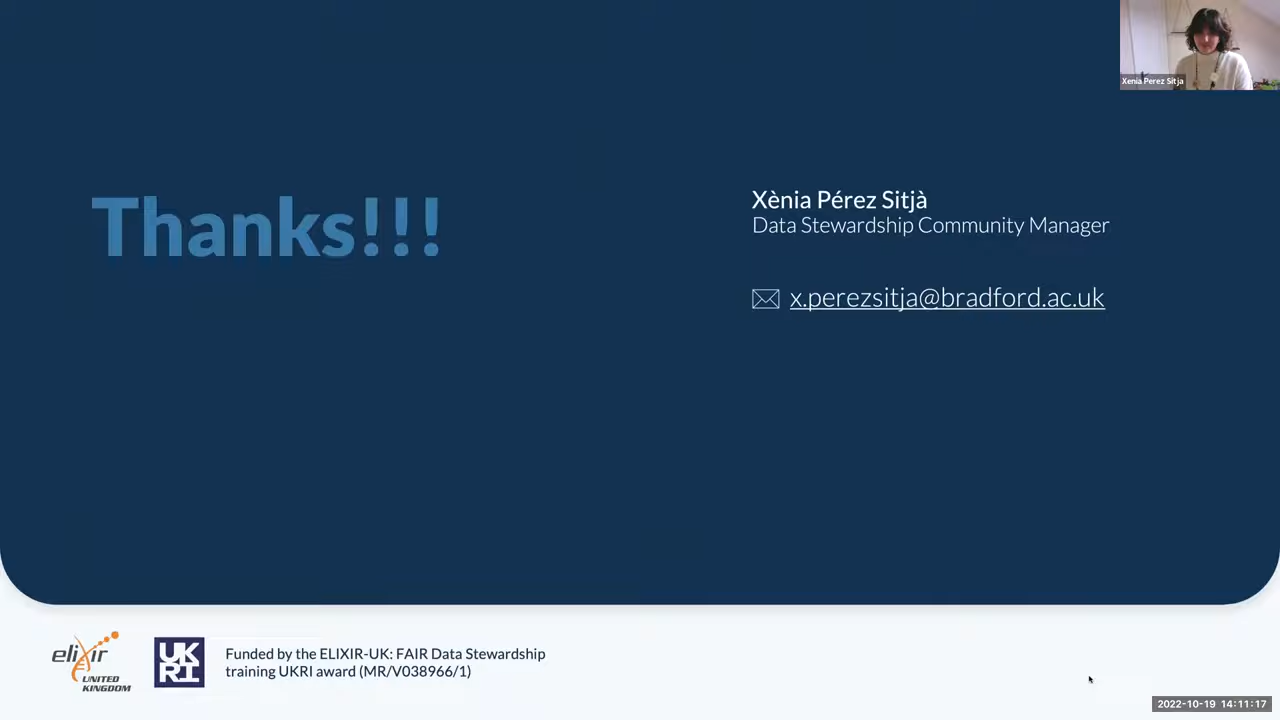 Xenia Perez Sitja
Thanks!!!
Xènia Pérez Sitjà
Data Stewardship Community Manager
x.perezsitja@bradford.ac.uk
elixir
UNITED
KINGDOM
UK
RI
Funded by the ELIXIR-UK: FAIR Data Stewardship
training UKRI award (MR/V038966/1)
2022-10-19 14:11:17